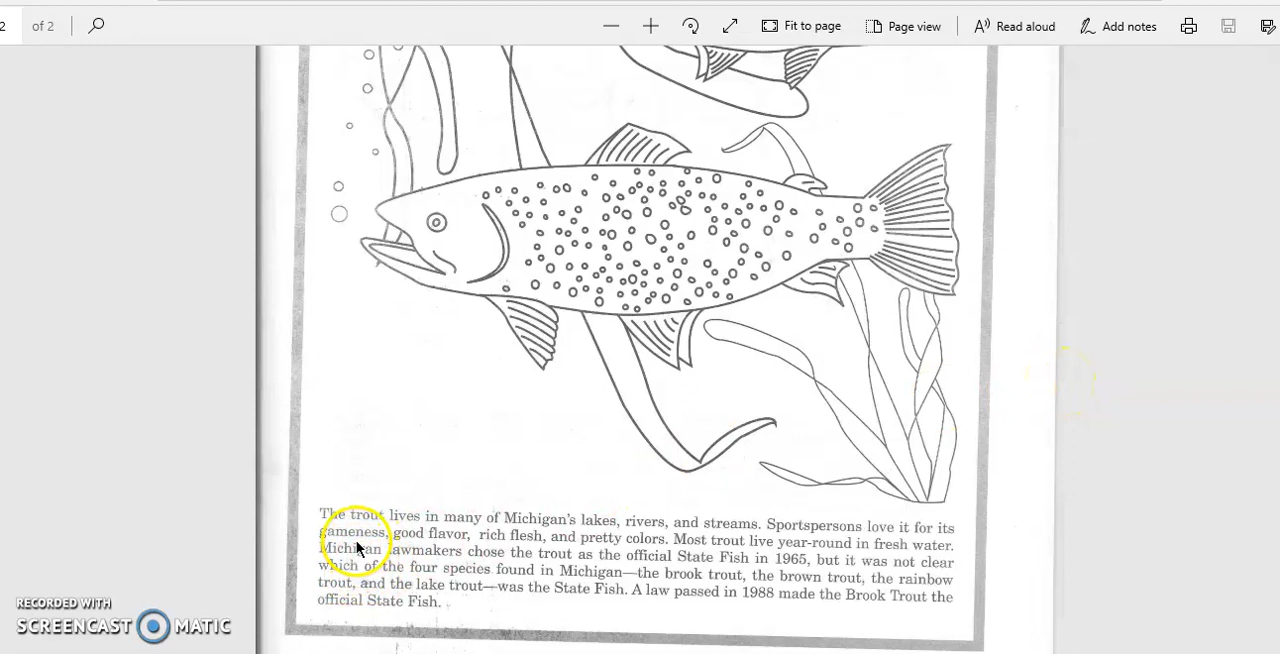 2 of 2 Fit to page Page view Read aloud Add notes
The trout lives in many of Michigan's lakes, rivers, and streams. Sportspersons love it for its
gameness, good flavor, rich flesh, and pretty colors. Most trout live year-round in fresh water.
Michigan lawmakers chose the trout as the official State Fish in 1965, but it was not clear
which of the four species found in Michigan—the brook trout, the brown trout, the rainbow
trout, and the lake trout—was the State Fish. A law passed in 1988 made the Brook Trout the
official State Fish.
RECORDED WITH
SCREENCAST MATIC